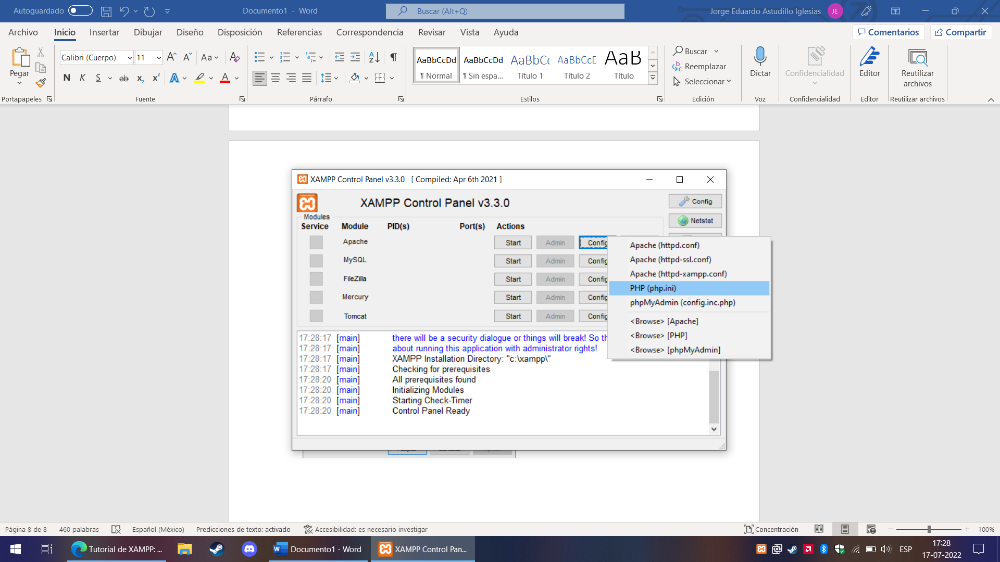 Autoguardado
Documento1 - Word
Buscar (Alt+Q)
Jorge Eduardo Astudillo Iglesias
JE
Archivo
Inicio
Insertar
Dibujar
Diseño
Disposición
Referencias
Correspondencia
Revisar
Vista
Ayuda
Comentarios
Compartir
Pegar
Calibri (Cuerpo)
11
Aa
N K S ab x₂ x² A A
AaBbCcDd
¶ Normal
AaBbCcDd
¶ Sin espa...
AaBbCc
Título 1
AaBbCcD
Título 2
AaB
Título
Buscar
Reemplazar
Seleccionar
Dictar
Confidencialidad
Editor
Reutilizar
archivos
Portapapeles
Fuente
Párrafo
Estilos
Edición
Voz
Confidencialidad
Editor
Reutilizar archivos
XAMPP Control Panel v3.3.0 [ Compiled: Apr 6th 2021 ]
XAMPP Control Panel v3.3.0
Config
Netstat
Modules
Service Module PID(s) Port(s) Actions
Apache Start Admin Config
MySQL Start Admin Config
FileZilla Start Admin Config
Mercury Start Admin Config
Tomcat Start Admin Config
Apache (httpd.conf)
Apache (httpd-ssl.conf)
Apache (httpd-xampp.conf)
PHP (php.ini)
phpMyAdmin (config.inc.php)
<Browse> [Apache]
<Browse> [PHP]
<Browse> [phpMyAdmin]
17:28:17 [main] there will be a security dialogue or things will break! So th
17:28:17 [main] about running this application with administrator rights!
17:28:17 [main] XAMPP Installation Directory: "c:\xampp\"
17:28:17 [main] Checking for prerequisites
17:28:20 [main] All prerequisites found
17:28:20 [main] Initializing Modules
17:28:20 [main] Starting Check-Timer
17:28:20 [main] Control Panel Ready
Página 8 de 8
460 palabras
Español (México)
Predicciones de texto: activado
Accesibilidad: es necesario investigar
Concentración
100%
Tutorial de XAMPP: ...
Documento1 - Word
XAMPP Control Pan...
ESP
17:28
17-07-2022